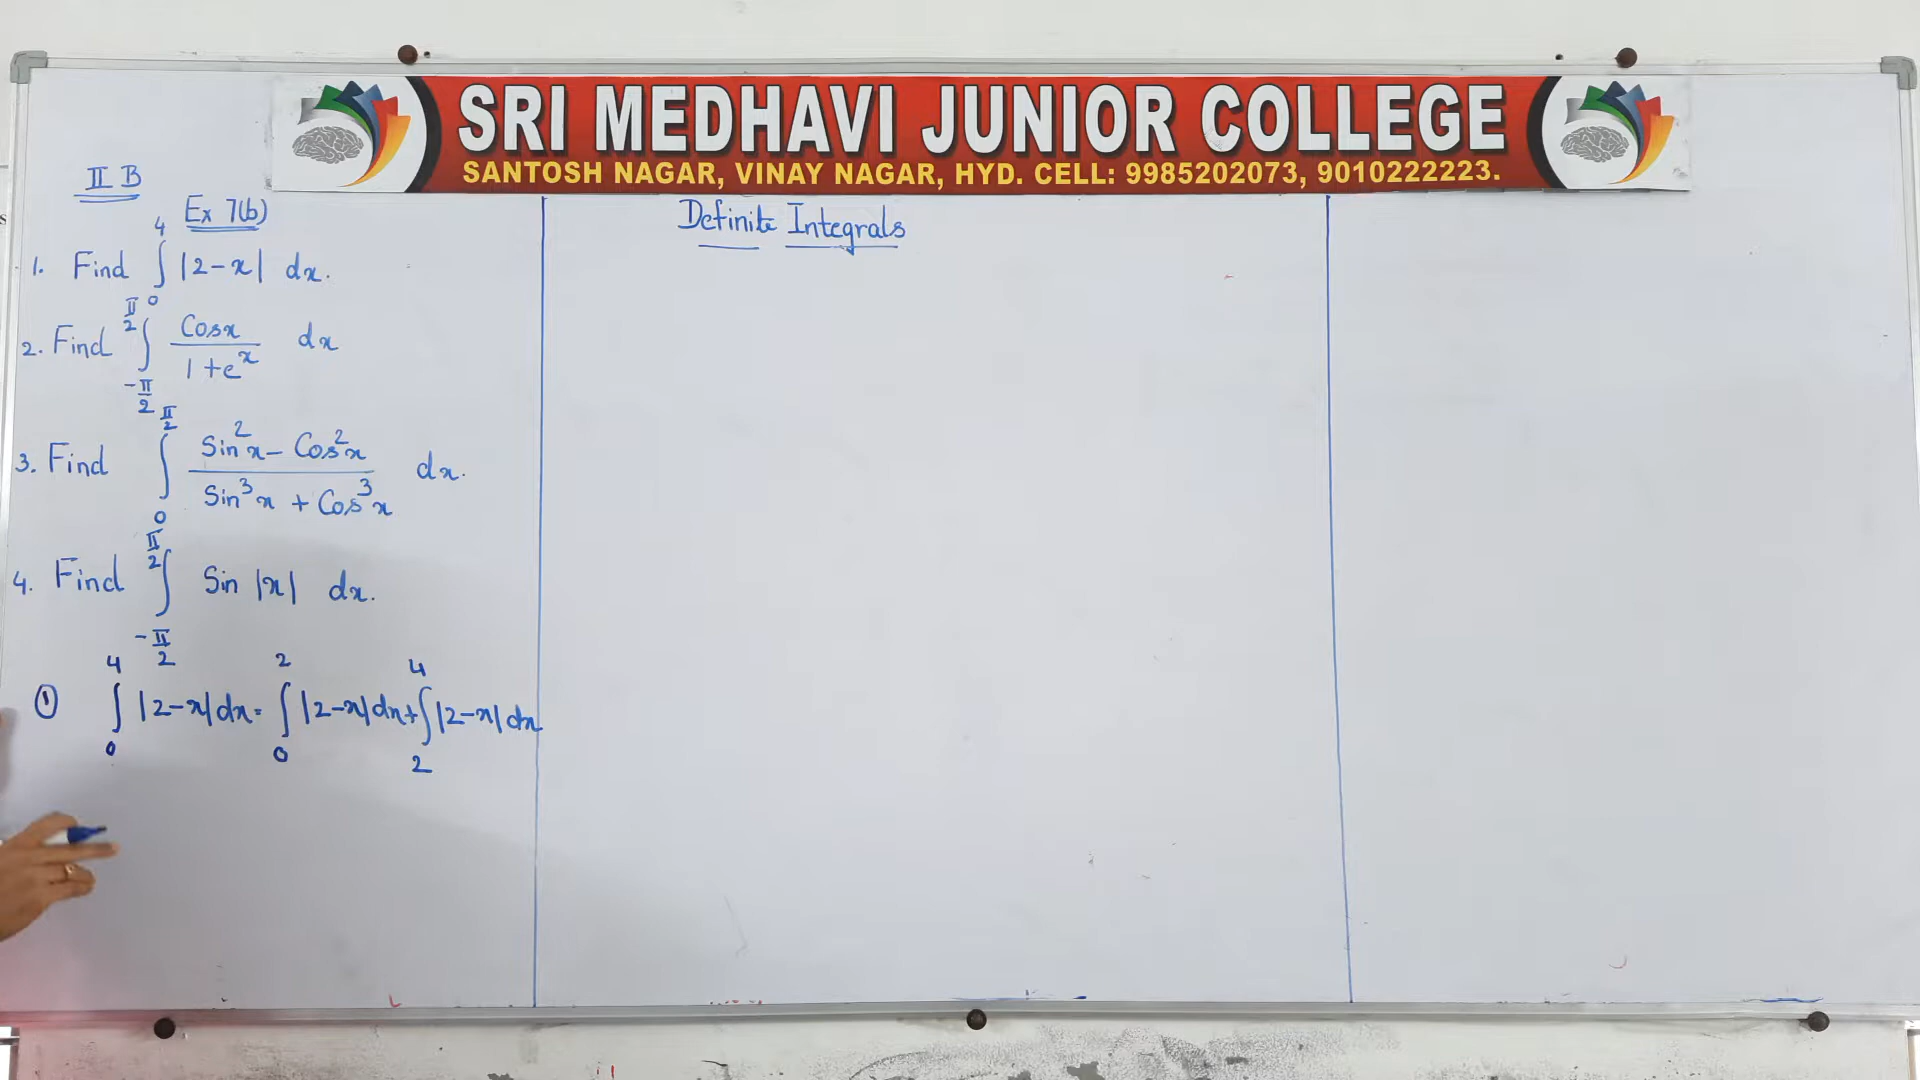 SRI MEDHAVI JUNIOR COLLEGE
SANTOSH NAGAR, VINAY NAGAR, HYD. CELL: 9985202073, 9010222223.
II B
Ex 7(b)
Definite Integrals
1. Find ∫₀⁴ |2-x| dx.
2. Find ∫_{-π/2}^{π/2} Cosx / (1+e^x) dx
3. Find ∫₀^{π/2} (Sin²x - Cos²x) / (Sin³x + Cos³x) dx.
4. Find ∫_{-π/2}^{π/2} Sin |x| dx.
① ∫₀⁴ |2-x| dx = ∫₀² |2-x| dx + ∫₂⁴ |2-x| dx